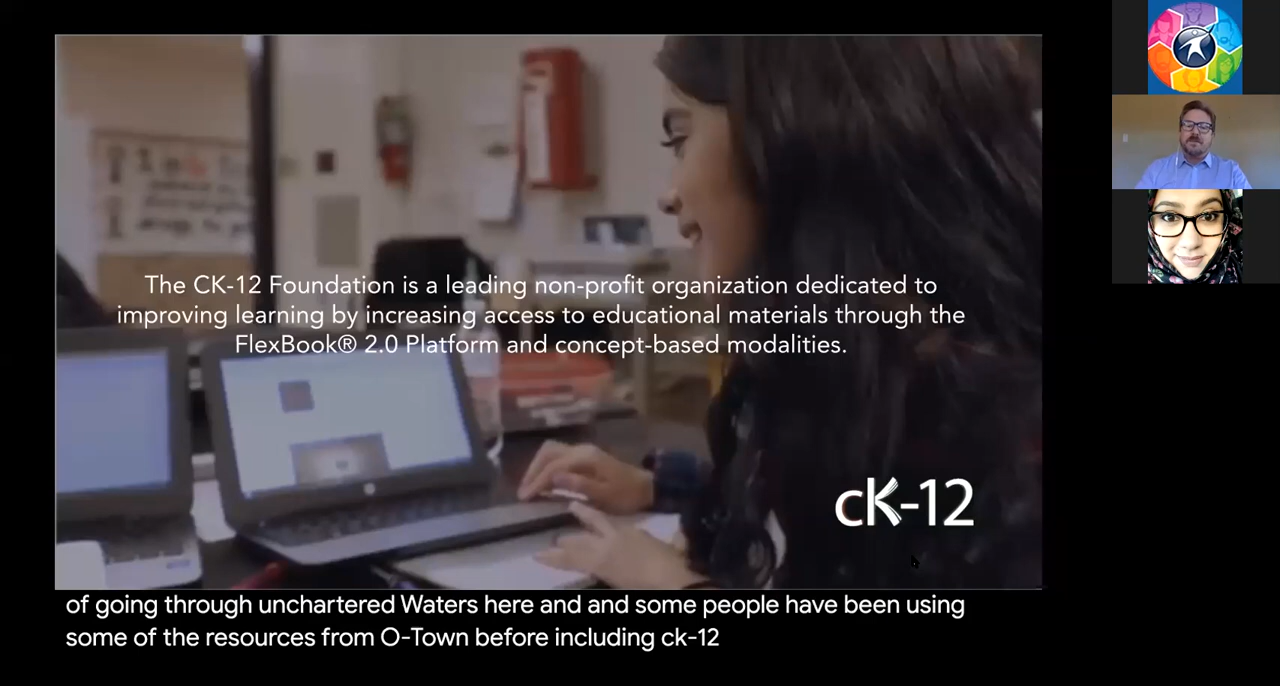 The CK-12 Foundation is a leading non-profit organization dedicated to
improving learning by increasing access to educational materials through the
FlexBook® 2.0 Platform and concept-based modalities.
cK-12
of going through unchartered Waters here and and some people have been using
some of the resources from O-Town before including ck-12